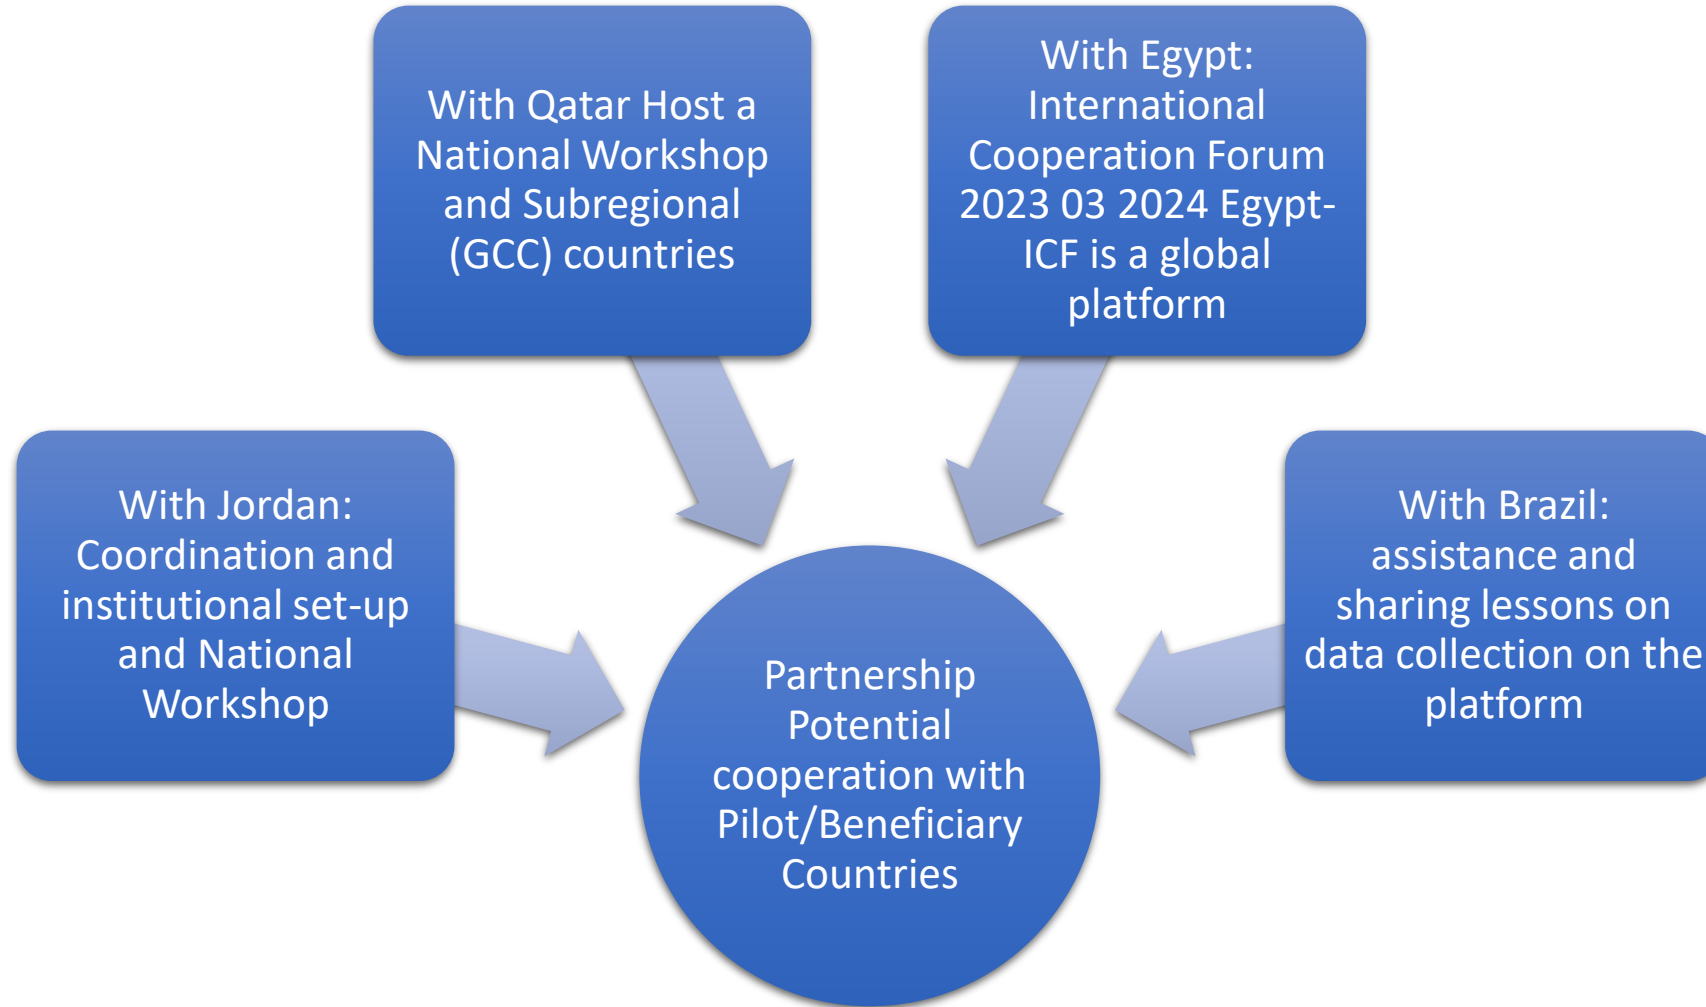 With Jordan:
Coordination and
institutional set-up
and National
Workshop
With Qatar Host a
National Workshop
and Subregional
(GCC) countries
With Egypt:
International
Cooperation Forum
2023 03 2024 Egypt-
ICF is a global
platform
With Brazil:
assistance and
sharing lessons on
data collection on the
platform
Partnership
Potential
cooperation with
Pilot/Beneficiary
Countries